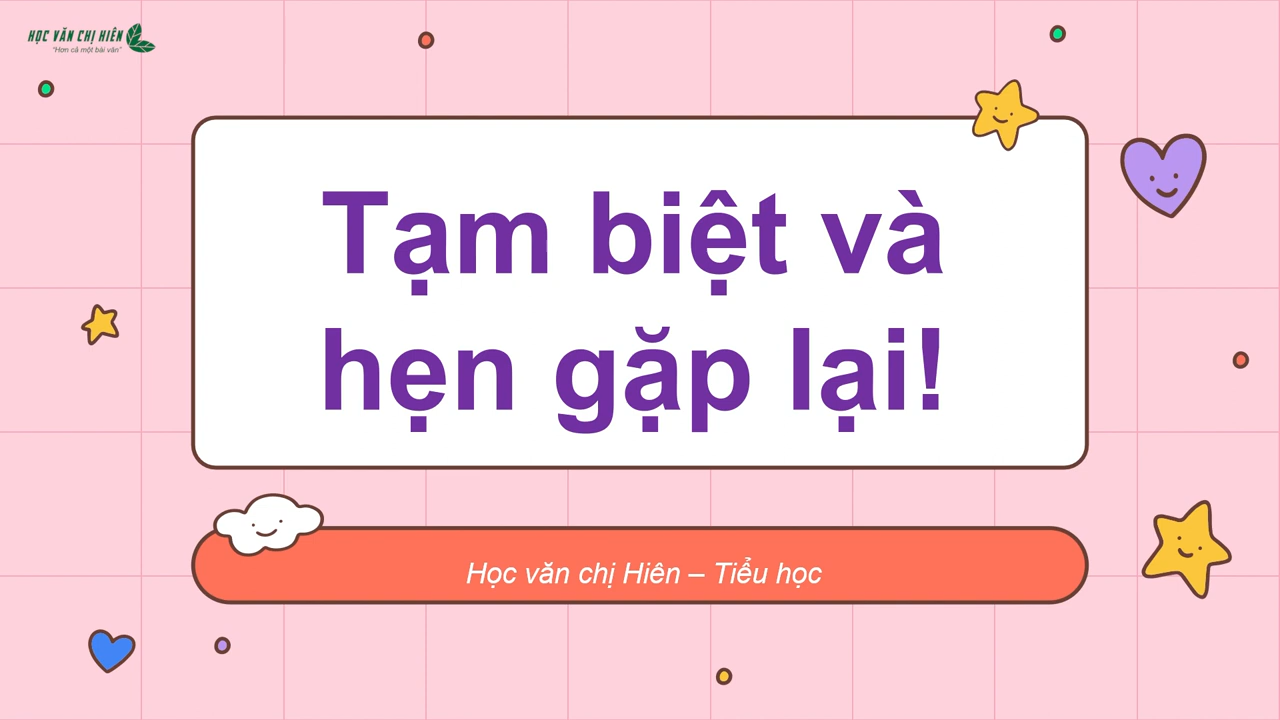 HỌC VĂN CHỊ HIÊN
"Hơn cả một bài văn"
Tạm biệt và
hẹn gặp lại!
Học văn chị Hiên – Tiểu học